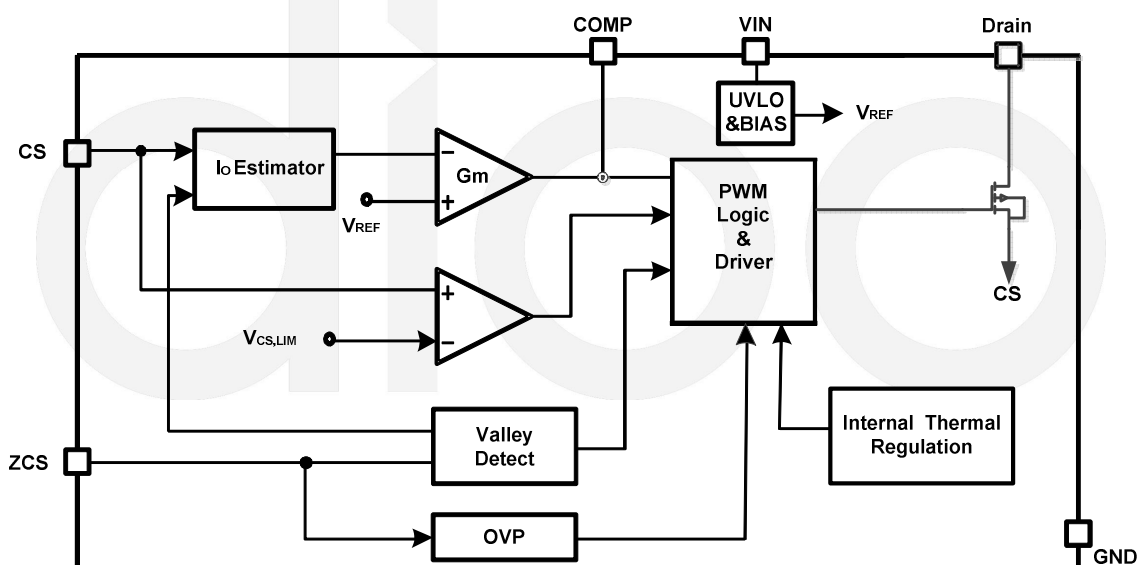 COMP
VIN
Drain
UVLO
&BIAS
VREF
CS
IO Estimator
−
Gm
+
VREF
PWM
Logic
&
Driver
+
−
VCS,LIM
CS
Valley
Detect
Internal Thermal
Regulation
ZCS
OVP
GND
dioo